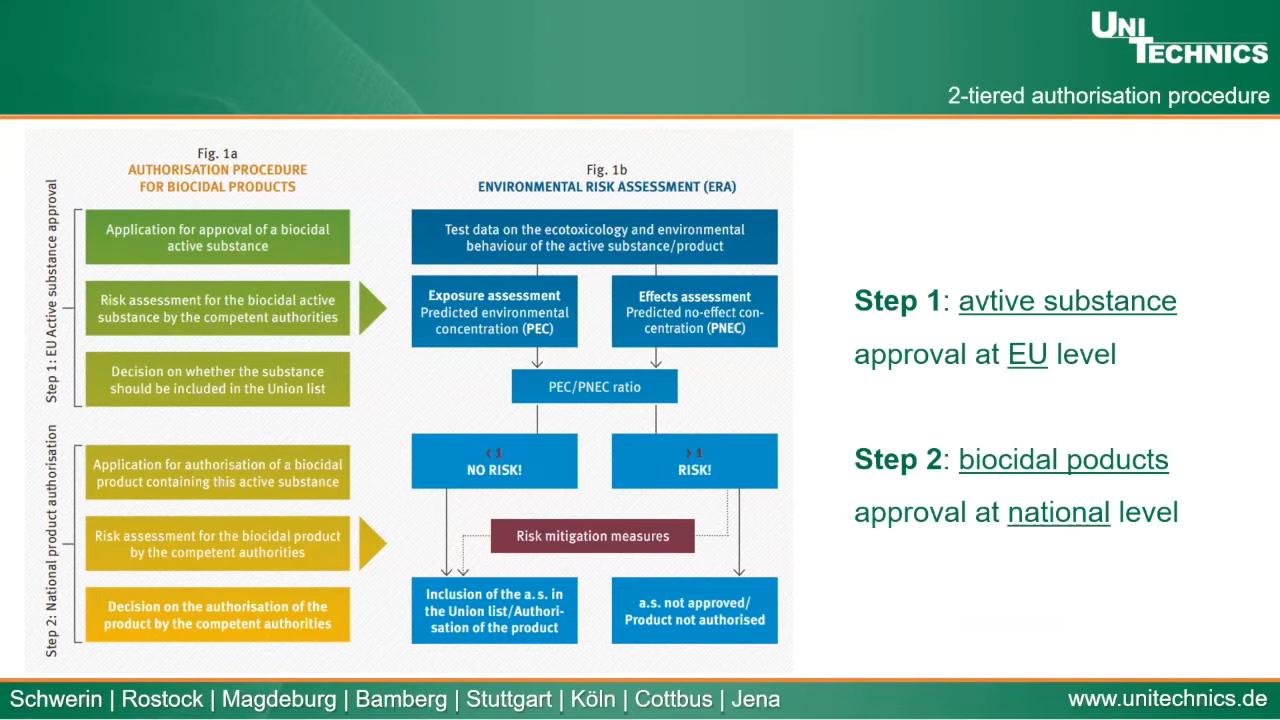 UNI
TECHNICS
2-tiered authorisation procedure
Fig. 1a
AUTHORISATION PROCEDURE
FOR BIOCIDAL PRODUCTS
Step 1: EU Active substance approval
Application for approval of a biocidal
active substance
Risk assessment for the biocidal active
substance by the competent authorities
Decision on whether the substance
should be included in the Union list
Step 2: National product authorisation
Application for authorisation of a biocidal
product containing this active substance
Risk assessment for the biocidal product
by the competent authorities
Decision on the authorisation of the
product by the competent authorities
Fig. 1b
ENVIRONMENTAL RISK ASSESSMENT (ERA)
Test data on the ecotoxicology and environmental
behaviour of the active substance/product
Exposure assessment
Predicted environmental
concentration (PEC)
Effects assessment
Predicted no-effect con-
centration (PNEC)
PEC/PNEC ratio
< 1
NO RISK!
> 1
RISK!
Risk mitigation measures
Inclusion of the a. s. in
the Union list/Authori-
sation of the product
a.s. not approved/
Product not authorised
Step 1: avtive substance
approval at EU level
Step 2: biocidal poducts
approval at national level
Schwerin | Rostock | Magdeburg | Bamberg | Stuttgart | Köln | Cottbus | Jena
www.unitechnics.de